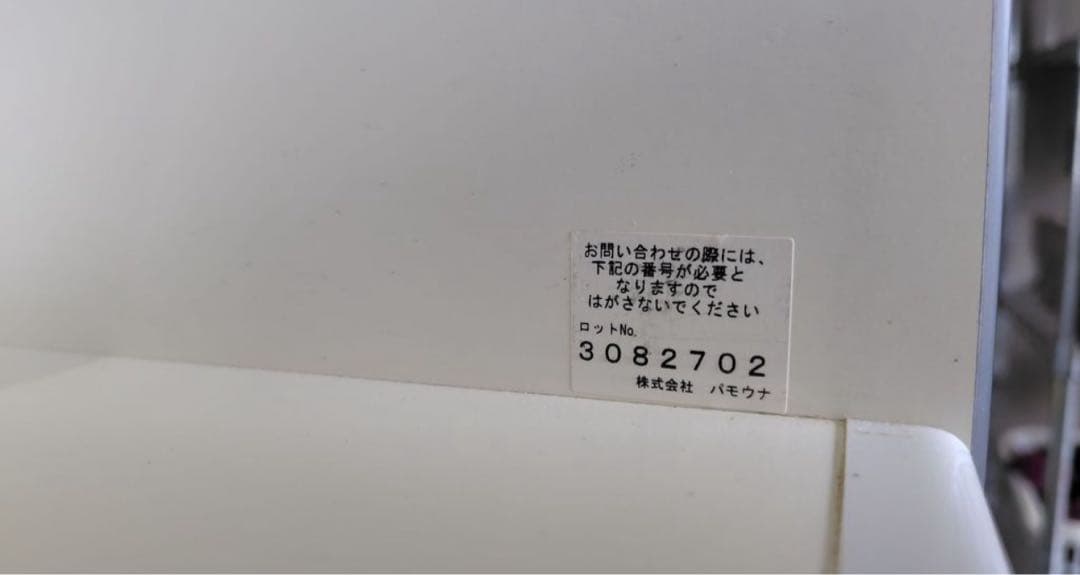 お問い合わせの際には、
下記の番号が必要と
なりますので
はがさないでください
ロットNo.
3082702
株式会社 パモウナ